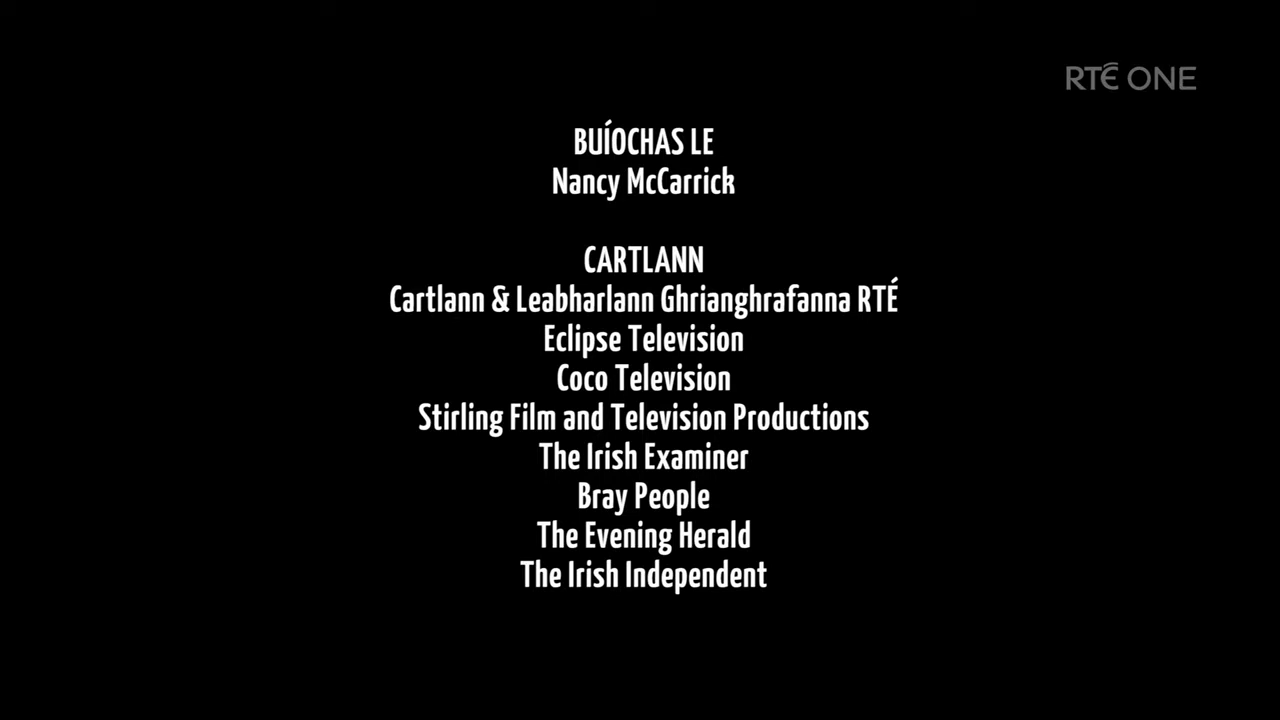 RTÉ ONE
BUÍOCHAS LE
Nancy McCarrick
CARTLANN
Cartlann & Leabharlann Ghrianghrafanna RTÉ
Eclipse Television
Coco Television
Stirling Film and Television Productions
The Irish Examiner
Bray People
The Evening Herald
The Irish Independent